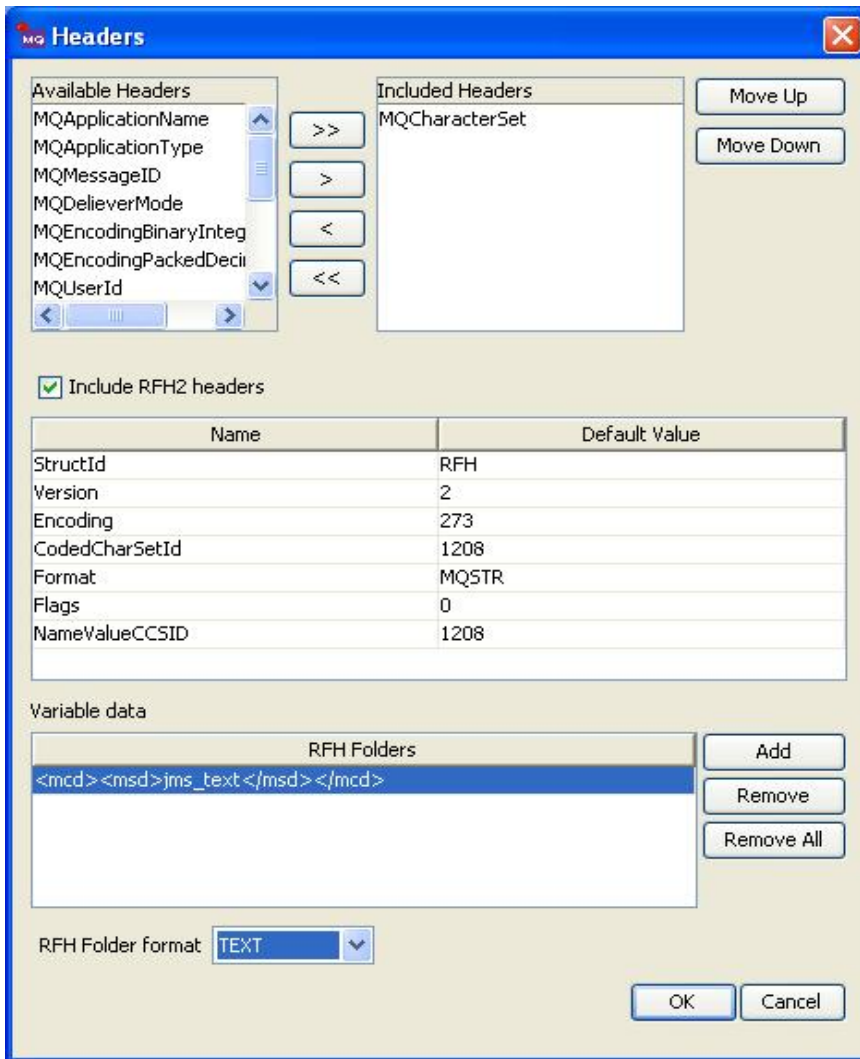 MQ Headers
Available Headers
MQApplicationName
MQApplicationType
MQMessageID
MQDelieverMode
MQEncodingBinaryInteg
MQEncodingPackedDeci
MQUserId
>>
>
<
<<
Included Headers
MQCharacterSet
Move Up
Move Down
Include RFH2 headers
Name Default Value
StructId RFH
Version 2
Encoding 273
CodedCharSetId 1208
Format MQSTR
Flags 0
NameValueCCSID 1208
Variable data
RFH Folders
<mcd><msd>jms_text</msd></mcd>
Add
Remove
Remove All
RFH Folder format TEXT
OK Cancel